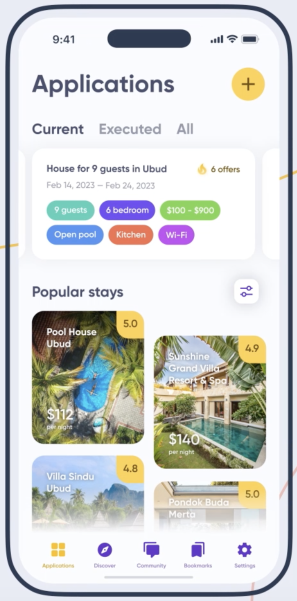 9:41
Applications
Current Executed All
House for 9 guests in Ubud
6 offers
Feb 14, 2023 — Feb 24, 2023
9 guests 6 bedroom $100 - $900
Open pool Kitchen Wi-Fi
Popular stays
Pool House
Ubud
5.0
$112
per night
Sunshine
Grand Villa
Resort & Spa
4.9
$140
per night
Villa Sindu
Ubud
4.8
Pondok Buda
Merta
5.0
Applications Discover Community Bookmarks Settings